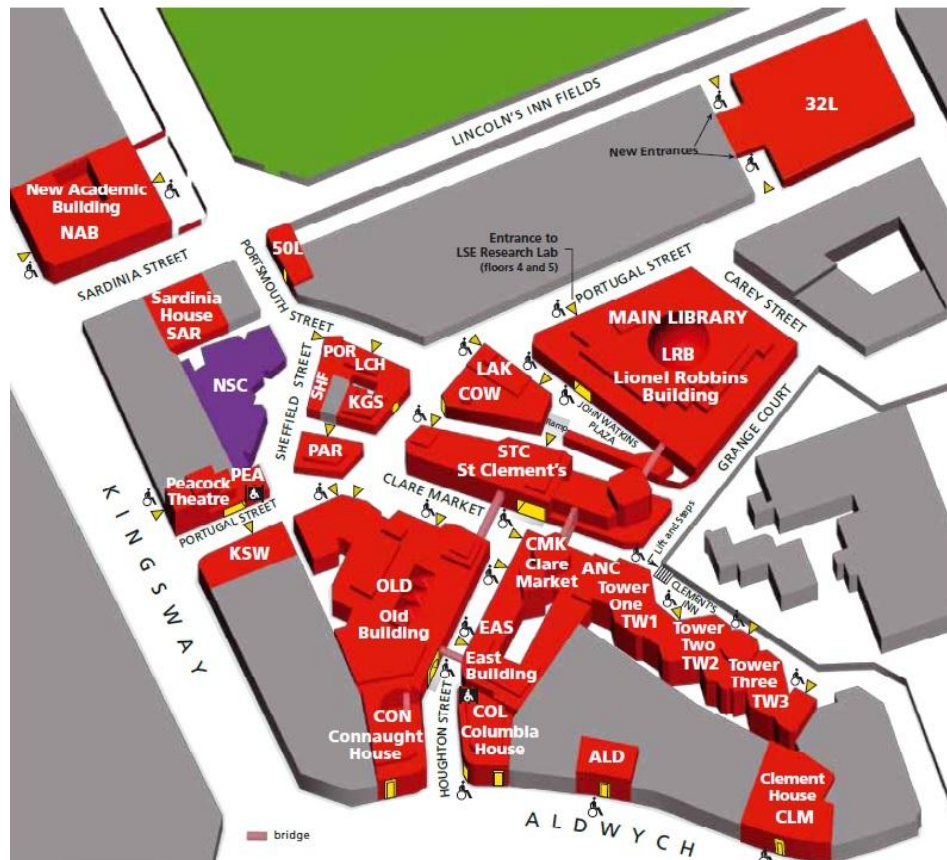 LINCOLN'S INN FIELDS
32L
New Entrances
New Academic
Building
NAB
SARDINIA STREET
50L
PORTSMOUTH STREET
Entrance to
LSE Research Lab
(floors 4 and 5)
PORTUGAL STREET
CAREY STREET
Sardinia
House
SAR
MAIN LIBRARY
LRB
Lionel Robbins
Building
NSC
SHEFFIELD STREET
POR
LCH
SHF
KGS
LAK
COW
JOHN WATKINS
PLAZA
Ramp
GRANGE COURT
PAR
STC
St Clement's
PEA
Peacock
Theatre
PORTUGAL STREET
CLARE MARKET
KINGSWAY
KSW
CMK
Clare
Market
Lift and Steps
CLEMENT'S
INN
ANC
Tower
One
TW1
OLD
Old
Building
EAS
East
Building
Tower
Two
TW2
Tower
Three
TW3
CON
Connaught
House
HOUGHTON STREET
COL
Columbia
House
ALD
Clement
House
CLM
ALDWYCH
bridge